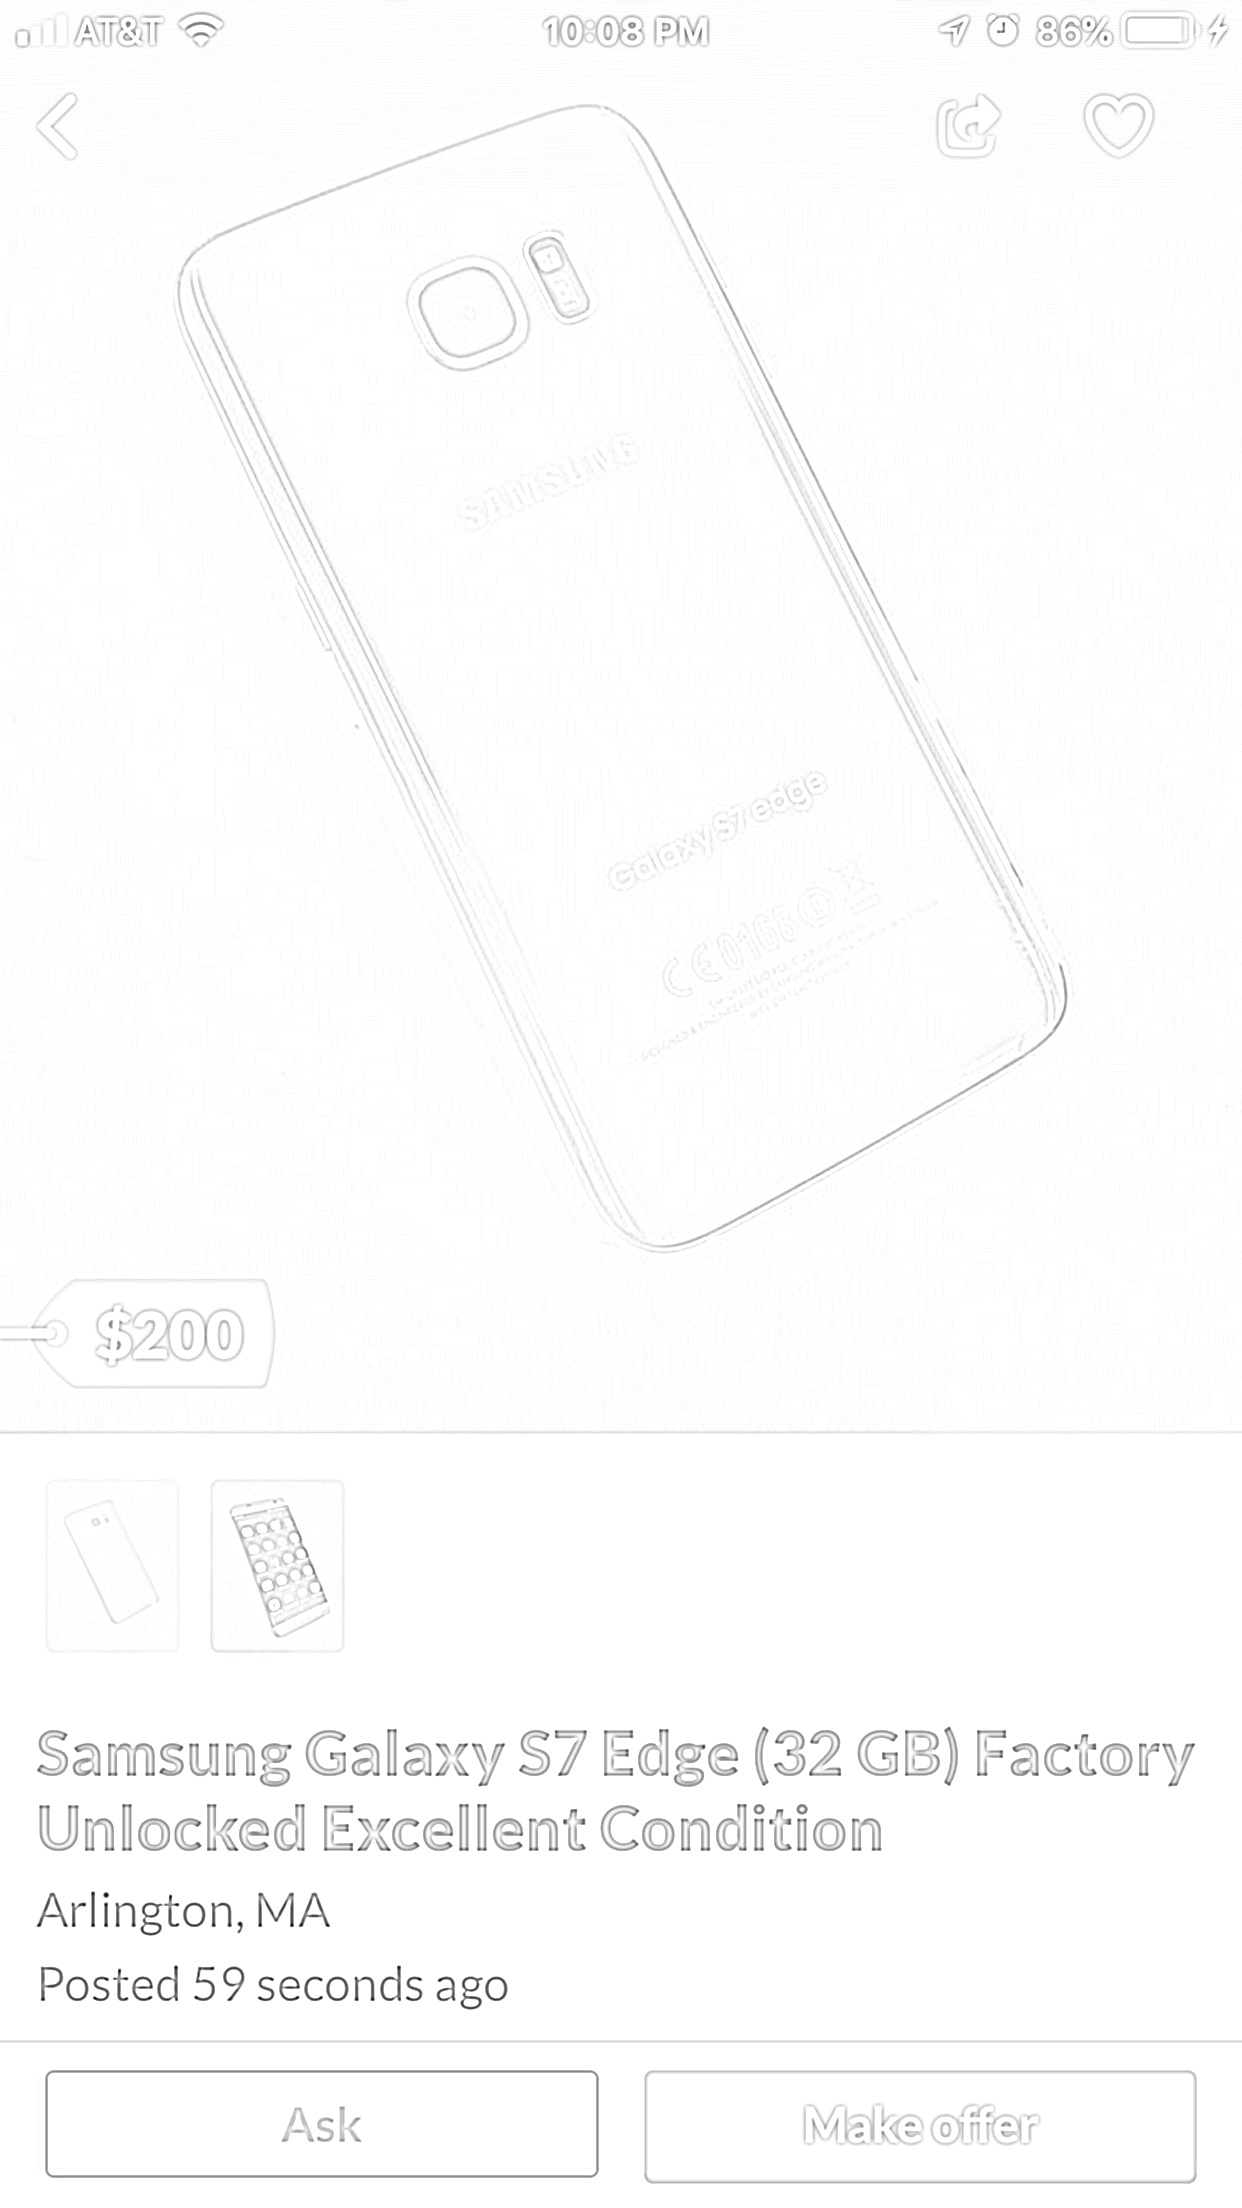 AT&T
10:08 PM
86%
SAMSUNG
Galaxy S7 edge
CE0168
$200
Samsung Galaxy S7 Edge (32 GB) Factory
Unlocked Excellent Condition
Arlington, MA
Posted 59 seconds ago
Ask
Make offer